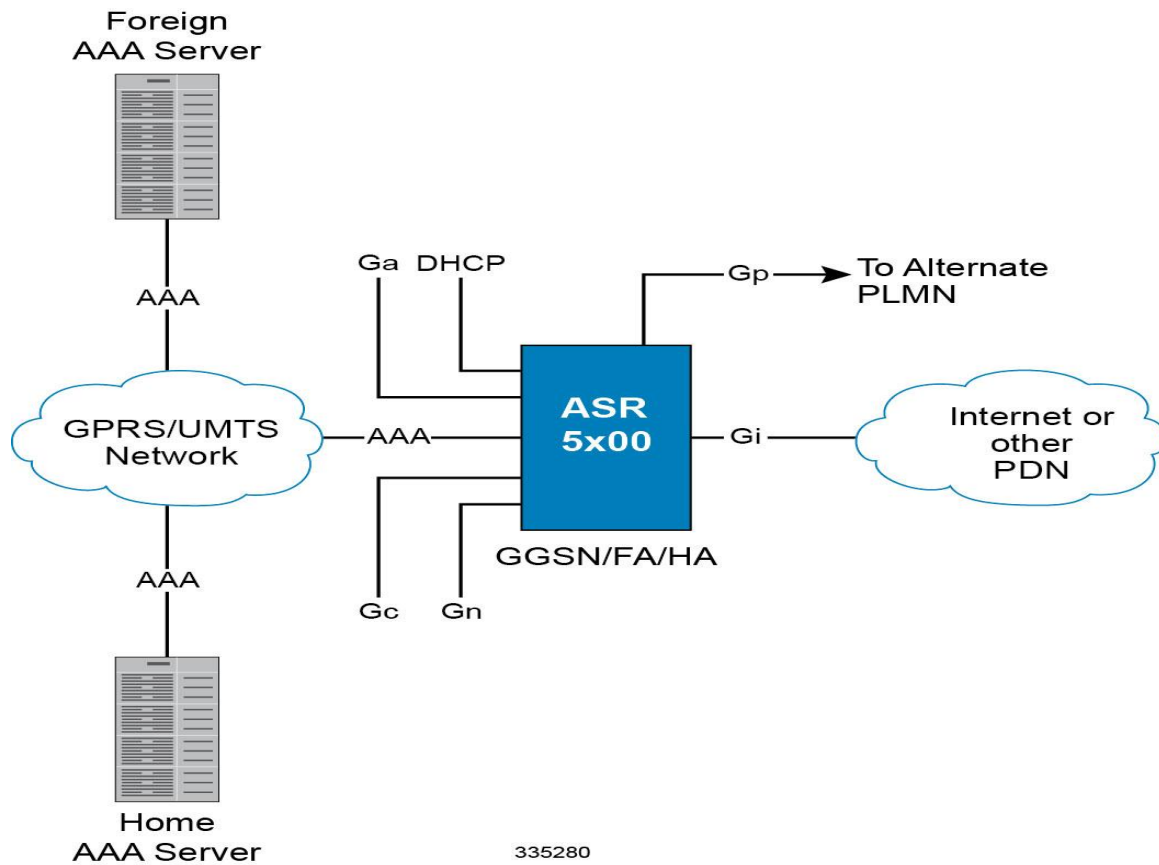 Foreign
AAA Server
AAA
GPRS/UMTS
Network
AAA
Home
AAA Server
Ga
DHCP
AAA
Gc
Gn
ASR
5x00
GGSN/FA/HA
Gp
To Alternate
PLMN
Gi
Internet or
other
PDN
335280